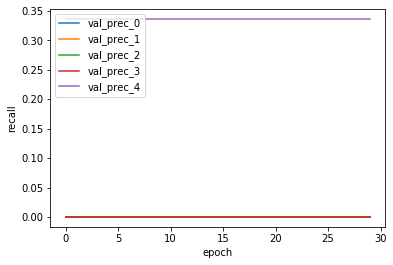 0.35
0.30
0.25
0.20
0.15
0.10
0.05
0.00
recall
val_prec_0
val_prec_1
val_prec_2
val_prec_3
val_prec_4
0 5 10 15 20 25 30
epoch